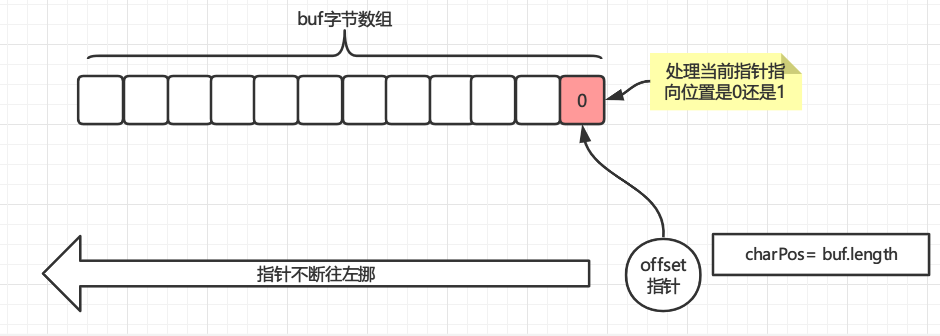 buf字节数组
处理当前指针指
向位置是0还是1
0
offset
指针
charPos= buf.length
指针不断往左挪